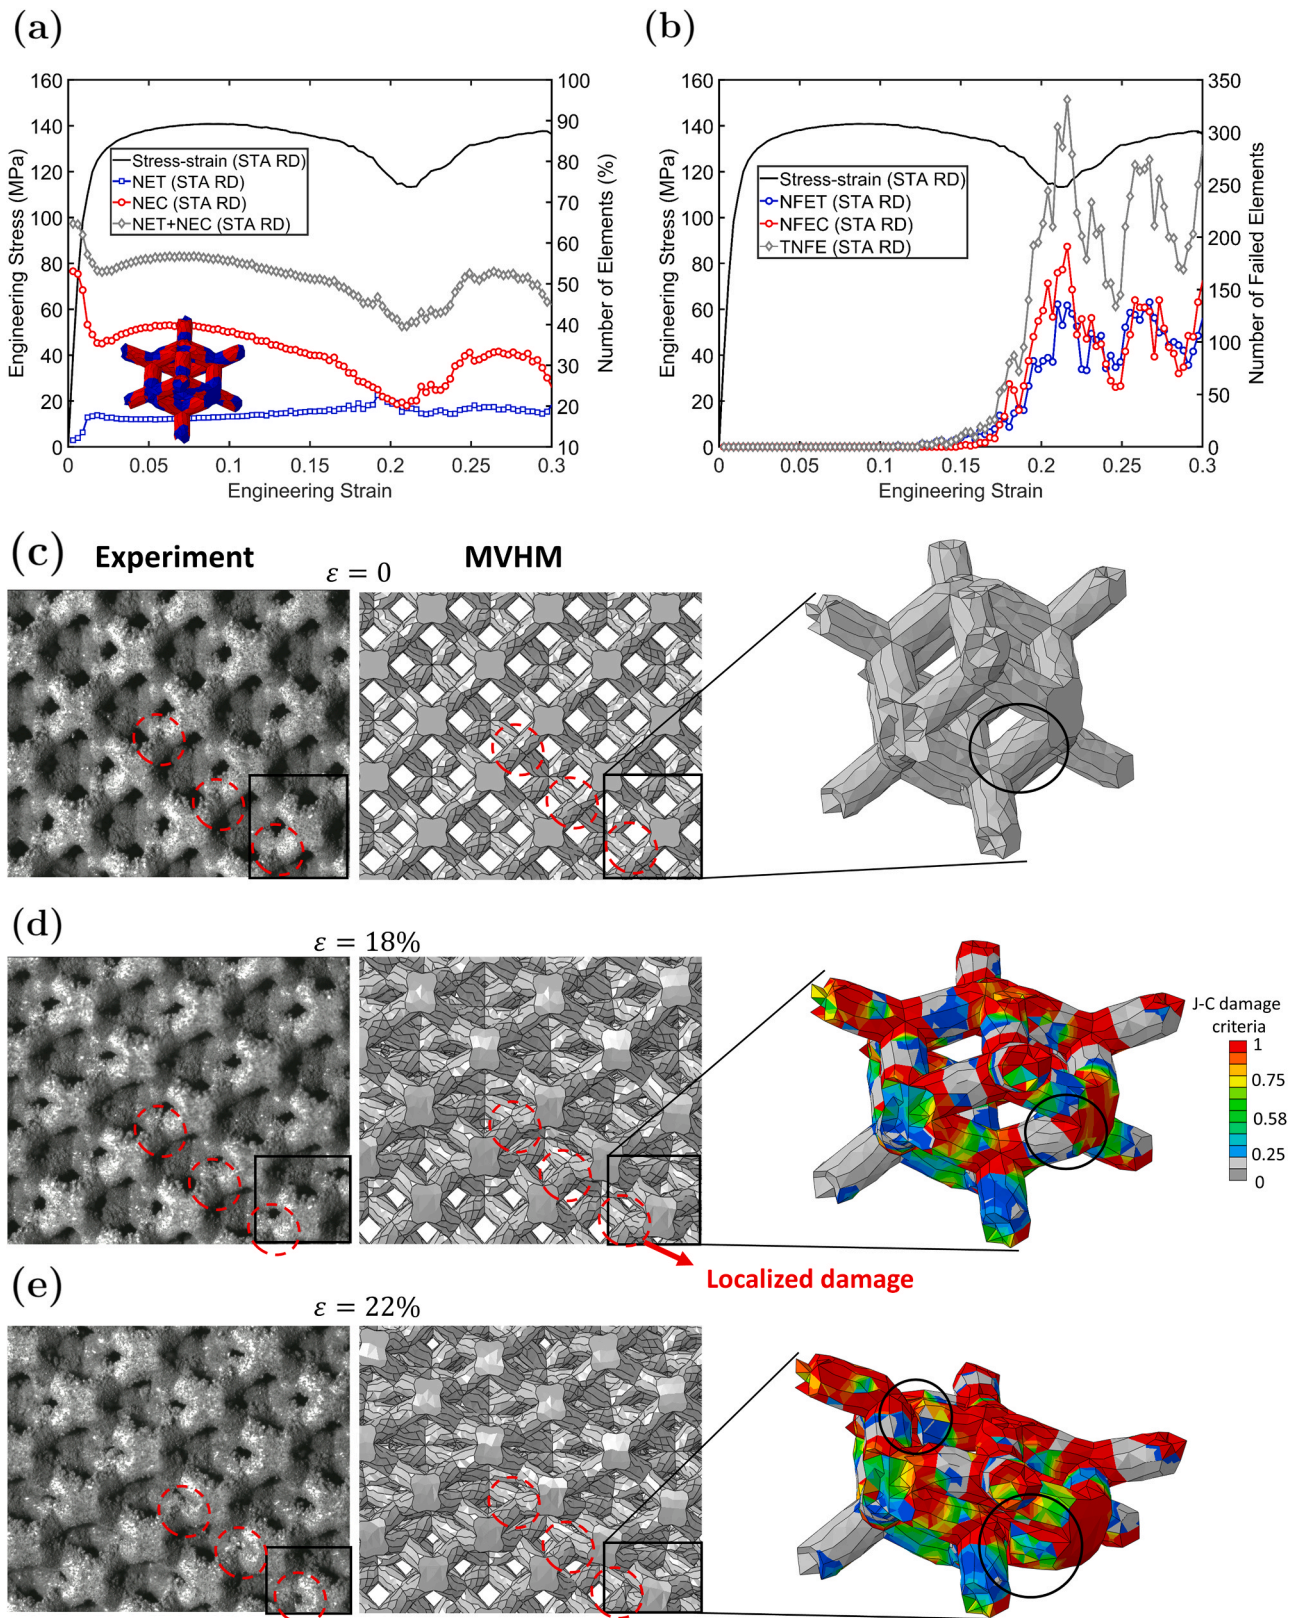 (a)
160
140
120
100
80
60
40
20
0
Engineering Stress (MPa)
100
90
80
70
60
50
40
30
20
10
Number of Elements (%)
Stress-strain (STA RD)
NET (STA RD)
NEC (STA RD)
NET+NEC (STA RD)
0 0.05 0.1 0.15 0.2 0.25 0.3
Engineering Strain
(b)
160
140
120
100
80
60
40
20
0
Engineering Stress (MPa)
350
300
250
200
150
100
50
0
Number of Failed Elements
Stress-strain (STA RD)
NFET (STA RD)
NFEC (STA RD)
TNFE (STA RD)
0 0.05 0.1 0.15 0.2 0.25 0.3
Engineering Strain
(c)
Experiment
MVHM
ε = 0
(d)
ε = 18%
J-C damage
criteria
1
0.75
0.58
0.25
0
Localized damage
(e)
ε = 22%